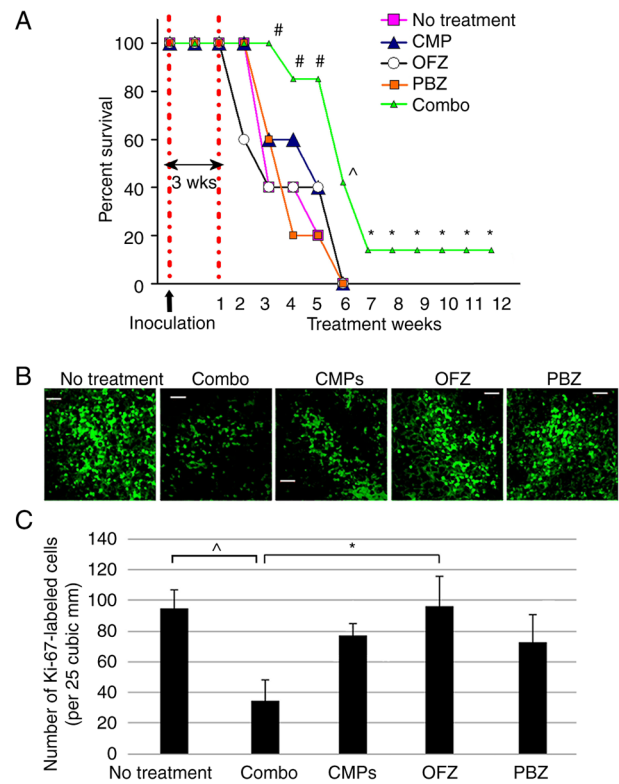 A
No treatment
CMP
OFZ
PBZ
Combo
# # #
^
* * * * * *
Percent survival
100
80
60
40
20
0
3 wks
1 2 3 4 5 6 7 8 9 10 11 12
Inoculation
Treatment weeks
B
No treatment Combo CMPs OFZ PBZ
C
Number of Ki-67-labeled cells
(per 25 cubic mm)
140
120
100
80
60
40
20
0
^ *
No treatment Combo CMPs OFZ PBZ